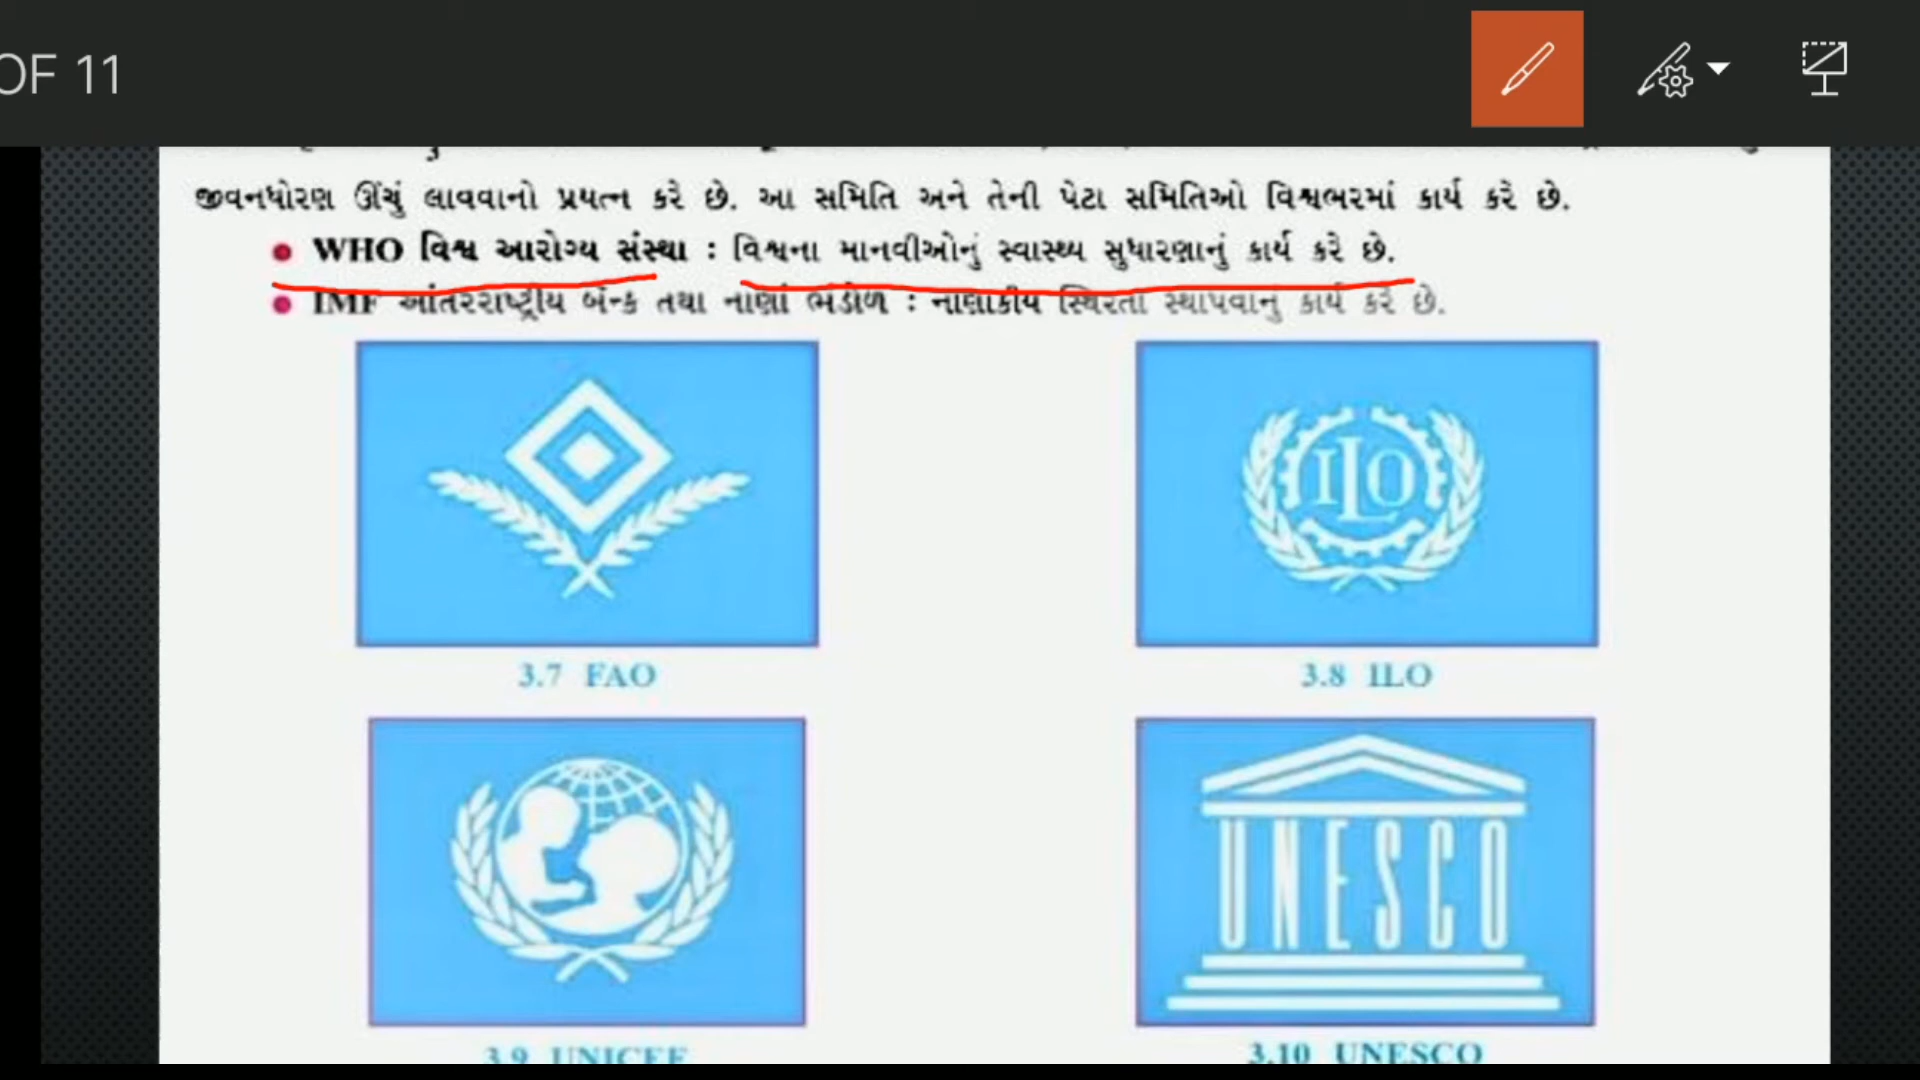 OF 11
જીવનધોરણ ઊંચું લાવવાનો પ્રયત્ન કરે છે. આ સમિતિ અને તેની પેટા સમિતિઓ વિશ્વભરમાં કાર્ય કરે છે.
WHO વિશ્વ આરોગ્ય સંસ્થા : વિશ્વના માનવીઓનું સ્વાસ્થ્ય સુધારણાનું કાર્ય કરે છે.
IMF આંતરરાષ્ટ્રીય બૅન્ક તથા નાણાં ભંડોળ : નાણાકીય સ્થિરતા સ્થાપવાનું કાર્ય કરે છે.
ILO
3.7 FAO
3.8 ILO
UNESCO
3.9 UNICEF
3.10 UNESCO